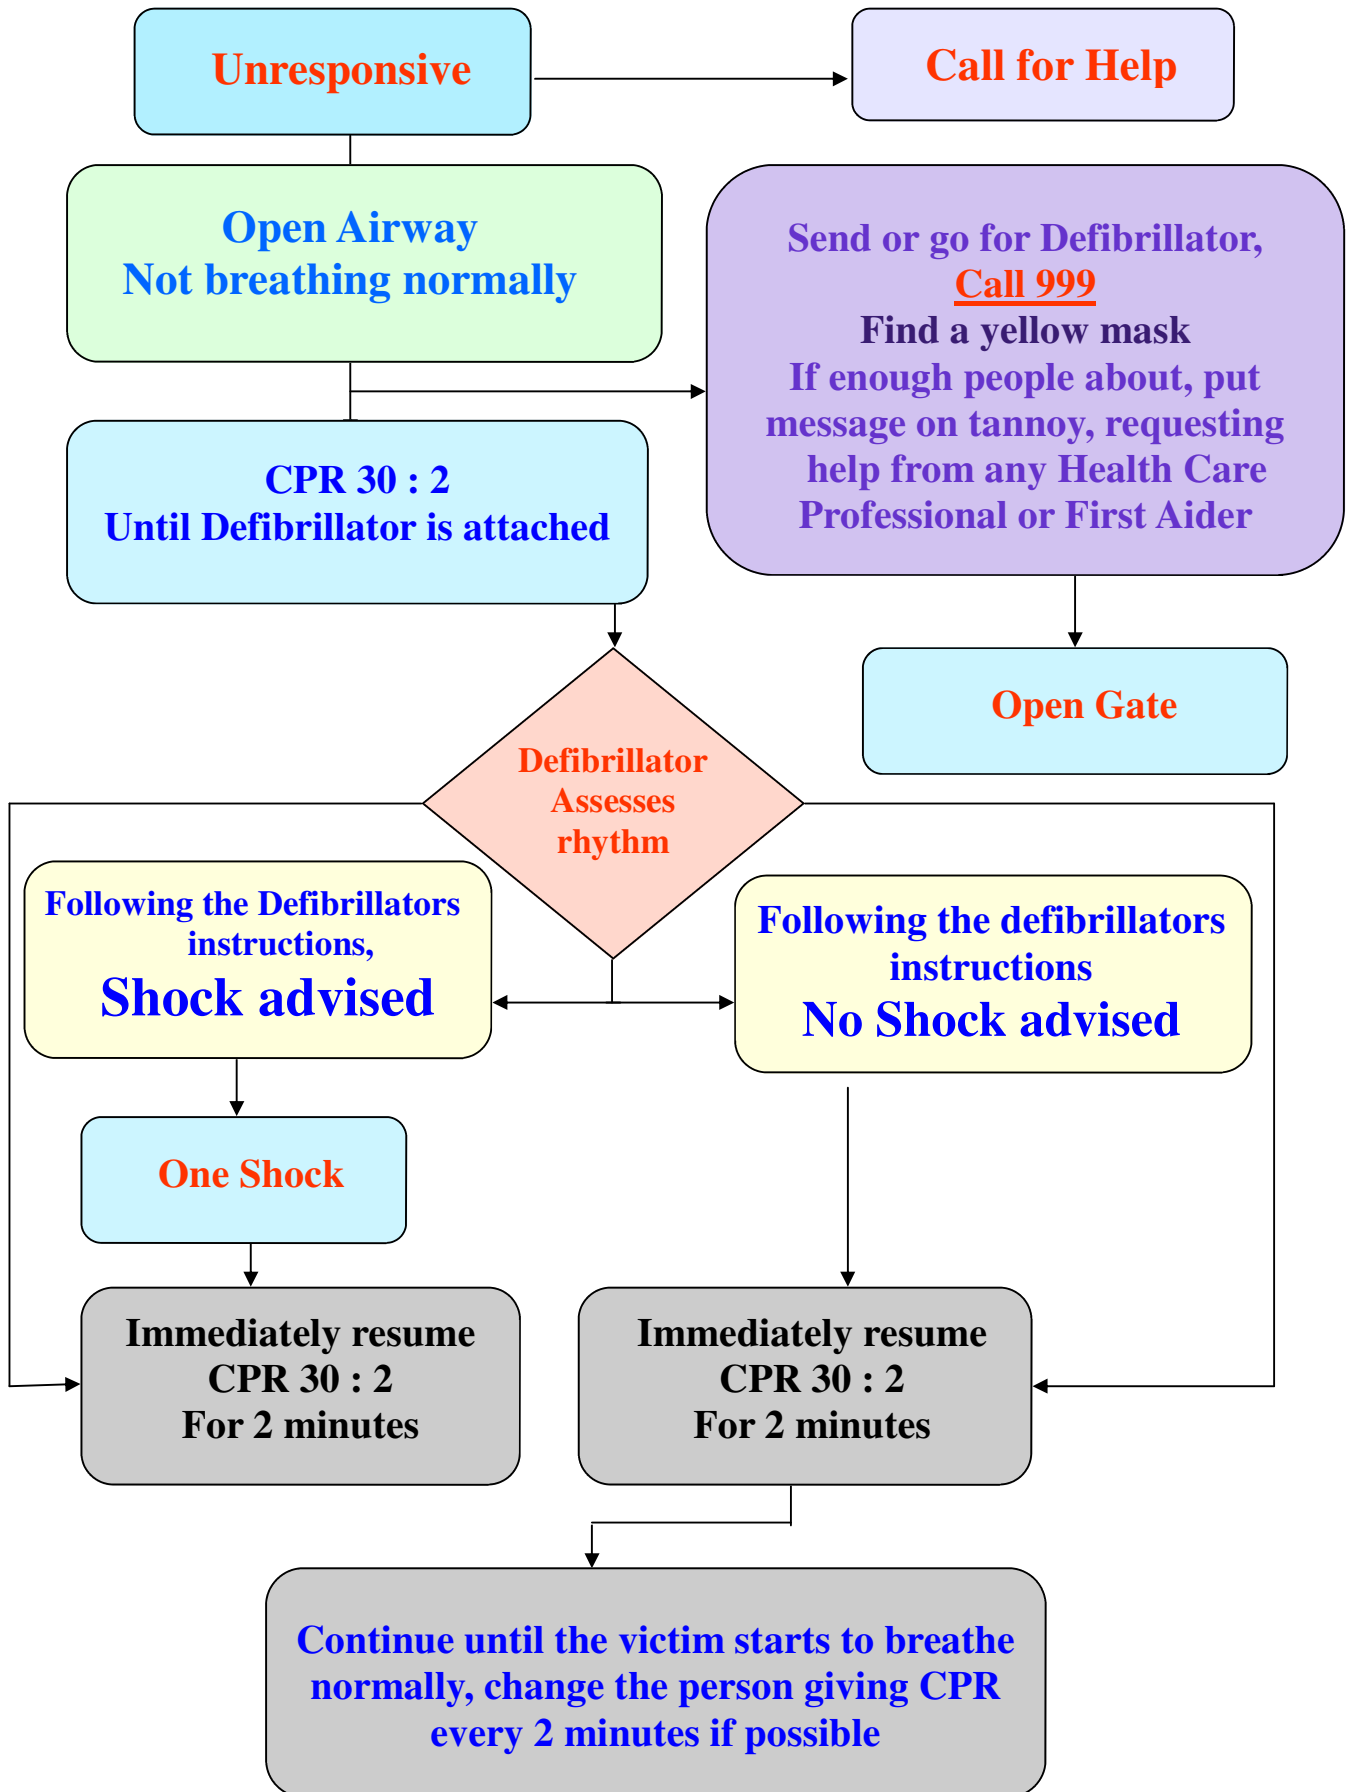 Unresponsive
Call for Help
Open Airway
Not breathing normally
Send or go for Defibrillator,
Call 999
Find a yellow mask
If enough people about, put
message on tannoy, requesting
help from any Health Care
Professional or First Aider
CPR 30 : 2
Until Defibrillator is attached
Open Gate
Defibrillator
Assesses
rhythm
Following the Defibrillators
instructions,
Shock advised
Following the defibrillators
instructions
No Shock advised
One Shock
Immediately resume
CPR 30 : 2
For 2 minutes
Immediately resume
CPR 30 : 2
For 2 minutes
Continue until the victim starts to breathe
normally, change the person giving CPR
every 2 minutes if possible